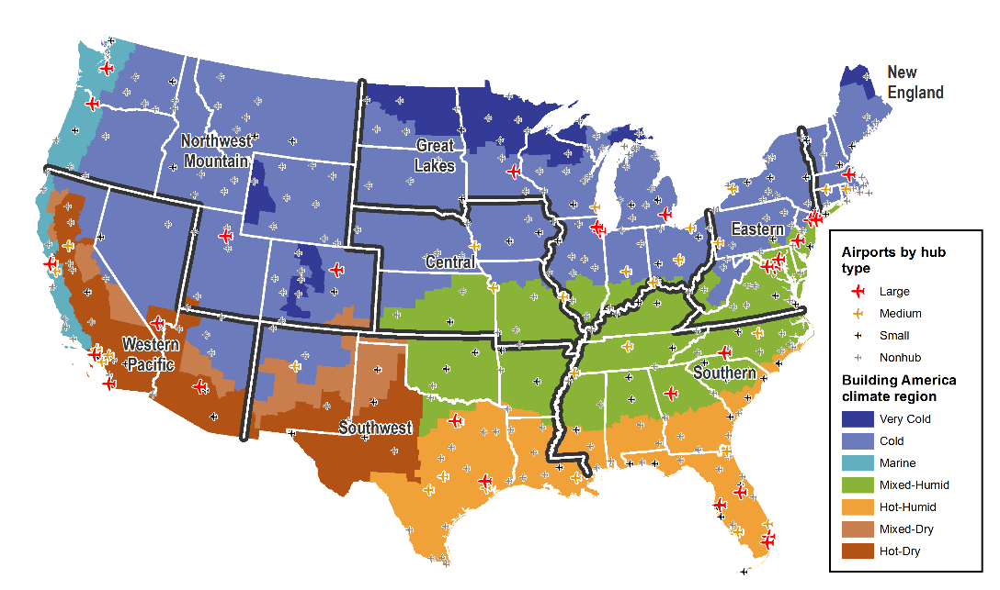 New
England
Northwest
Mountain
Great
Lakes
Eastern
Central
Western
Pacific
Southern
Southwest
Airports by hub
type
Large
Medium
Small
Nonhub
Building America
climate region
Very Cold
Cold
Marine
Mixed-Humid
Hot-Humid
Mixed-Dry
Hot-Dry